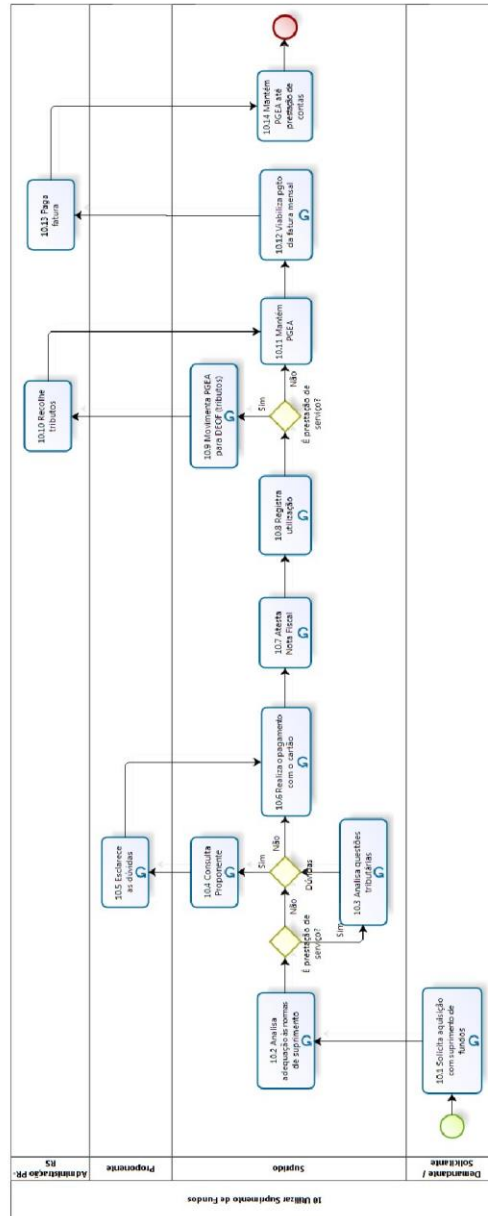 10 Utilizar Suprimento de Fundos
Administração PR-
RS
Proponente
Suprido
Demandante /
Solicitante
10.1 Solicita aquisição
com suprimento de
fundos
10.2 Analisa
adequação às normas
de suprimento
É prestação de
serviço?
Sim
Não
10.3 Analisa questões
tributárias
Dúvidas
Sim
Não
10.4 Consulta
Proponente
10.5 Esclarece
as dúvidas
10.6 Realiza o pagamento
com o cartão
10.7 Atesta
Nota Fiscal
10.8 Registra
utilização
É prestação de
serviço?
Sim
Não
10.9 Movimenta PGEA
para DEOF (tributos)
10.10 Recolhe
tributos
10.11 Mantém
PGEA
10.12 Viabiliza pgto
da fatura mensal
10.13 Paga
fatura
10.14 Mantém
PGEA até
prestação de
contas